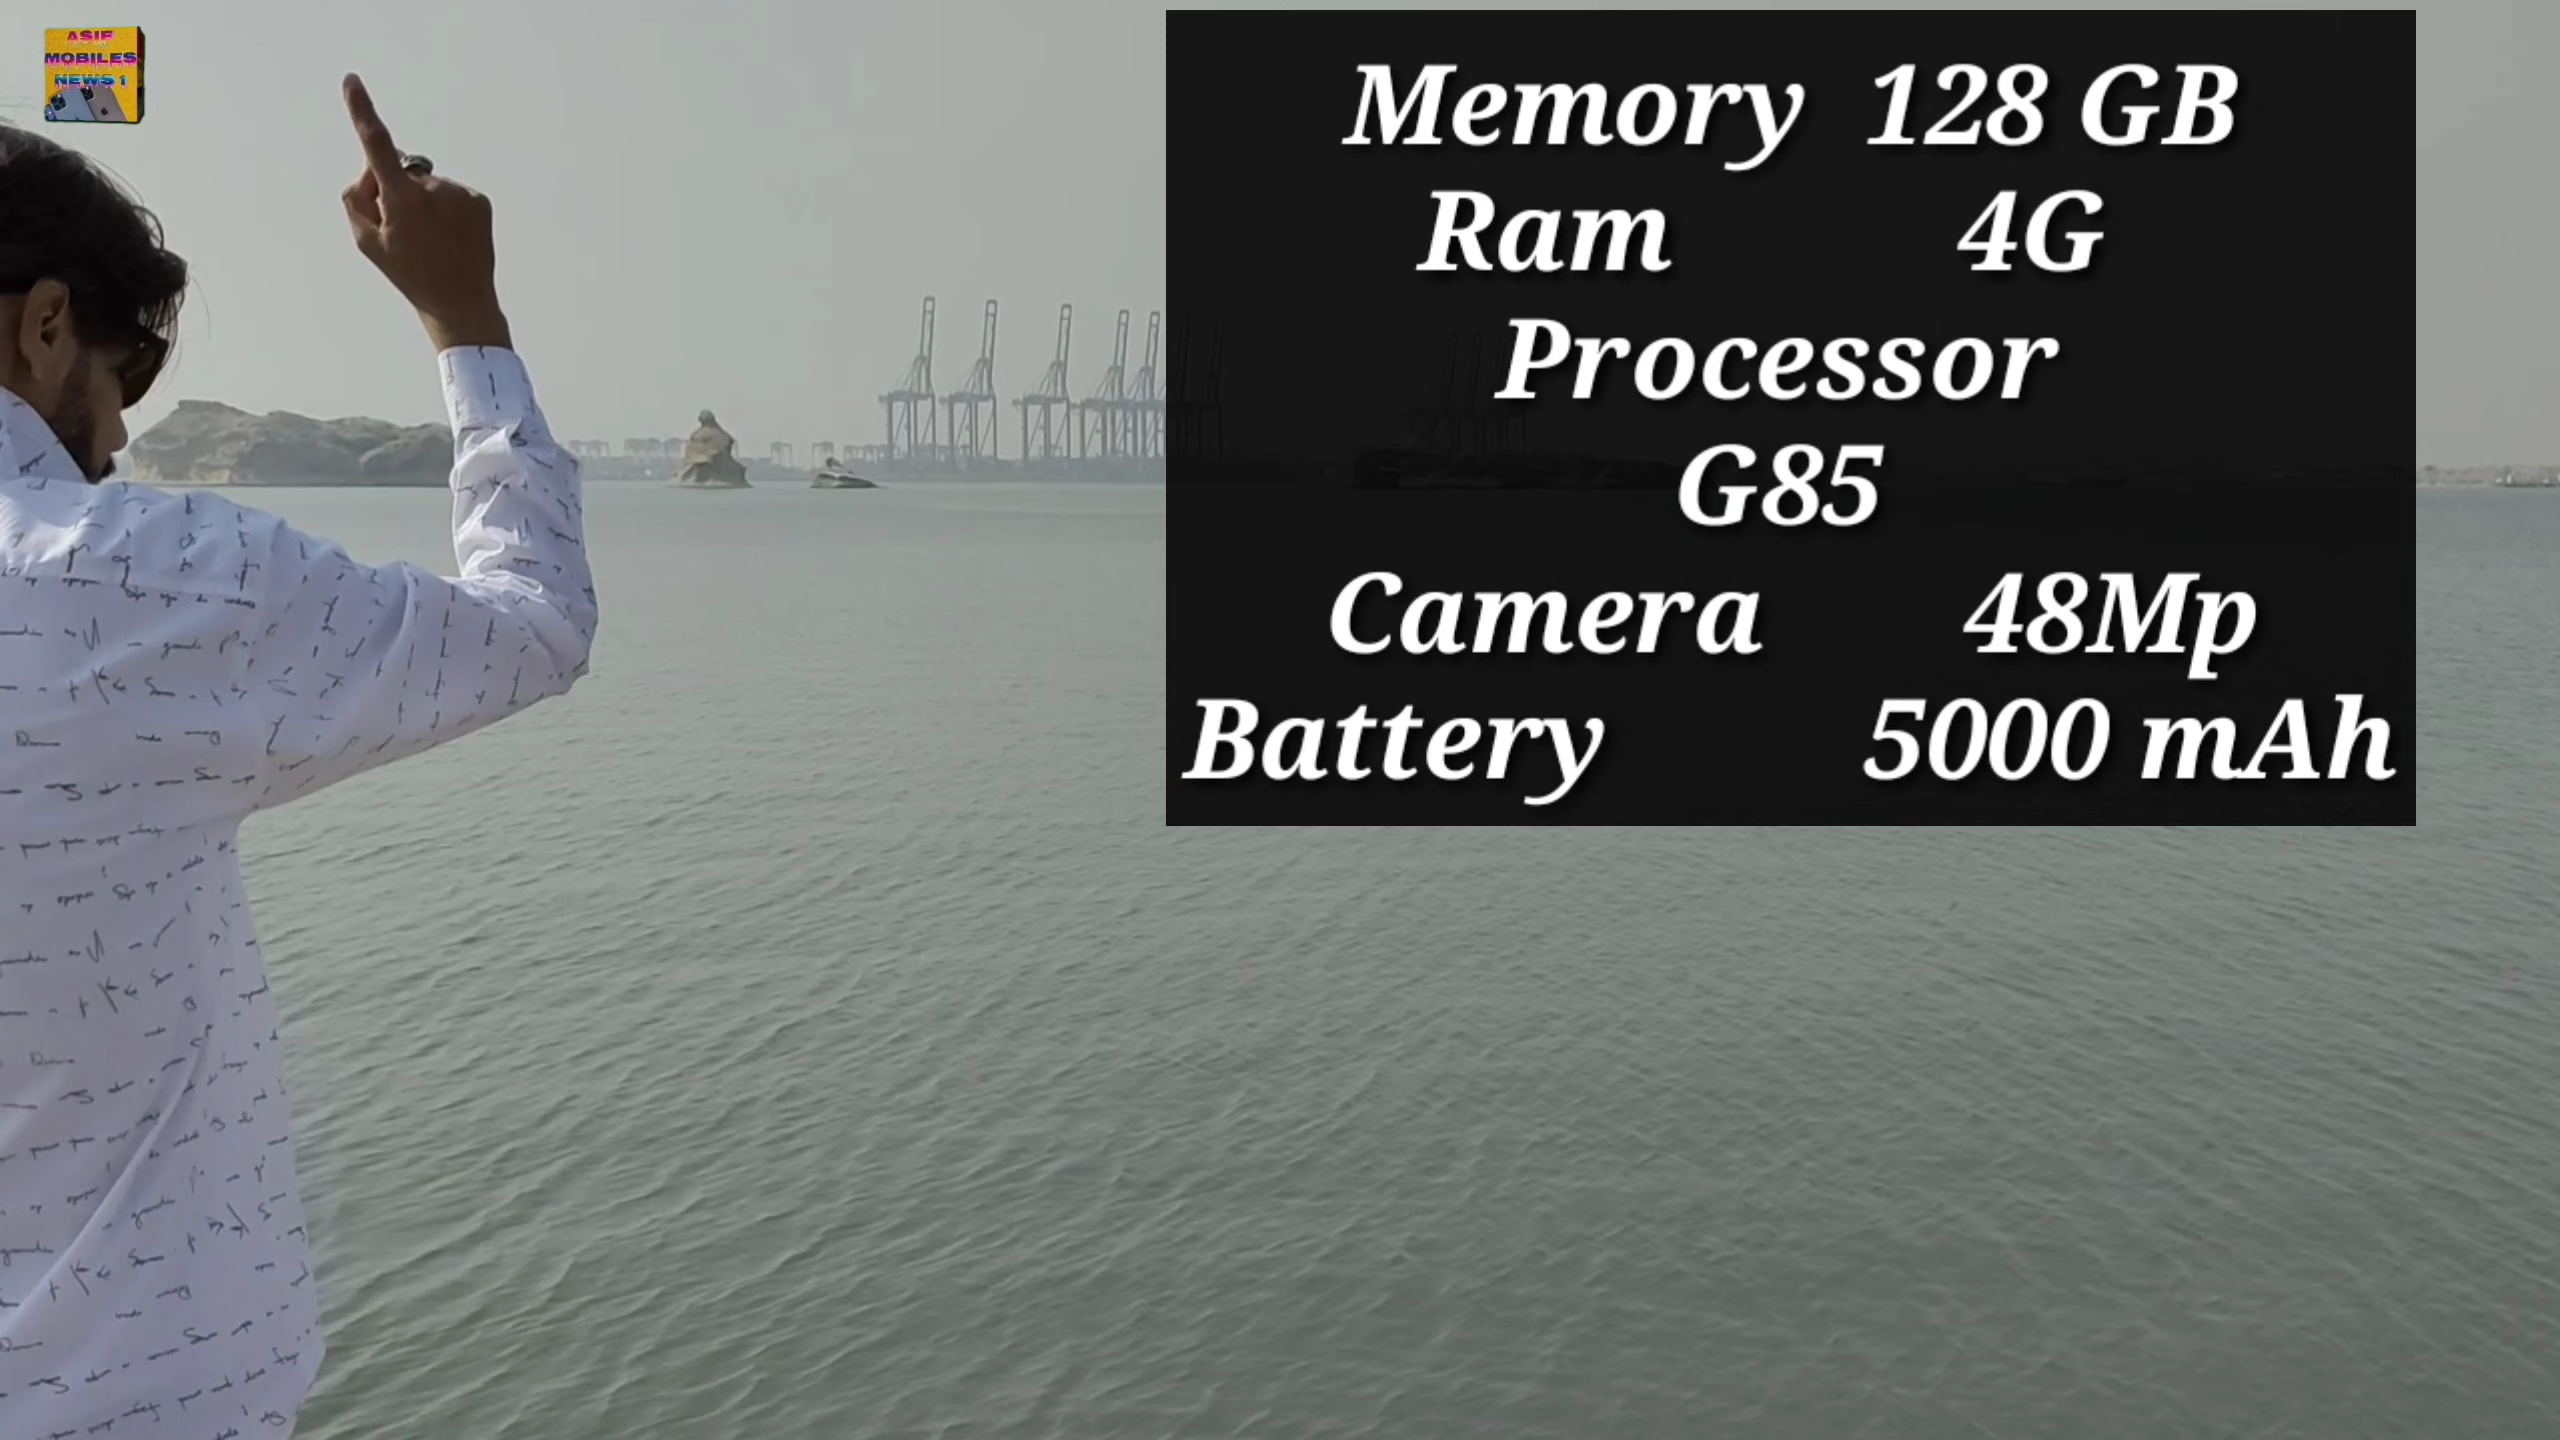 ASIF
MOBILES
NEWS 1
Memory 128 GB
Ram 4G
Processor
G85
Camera 48Mp
Battery 5000 mAh